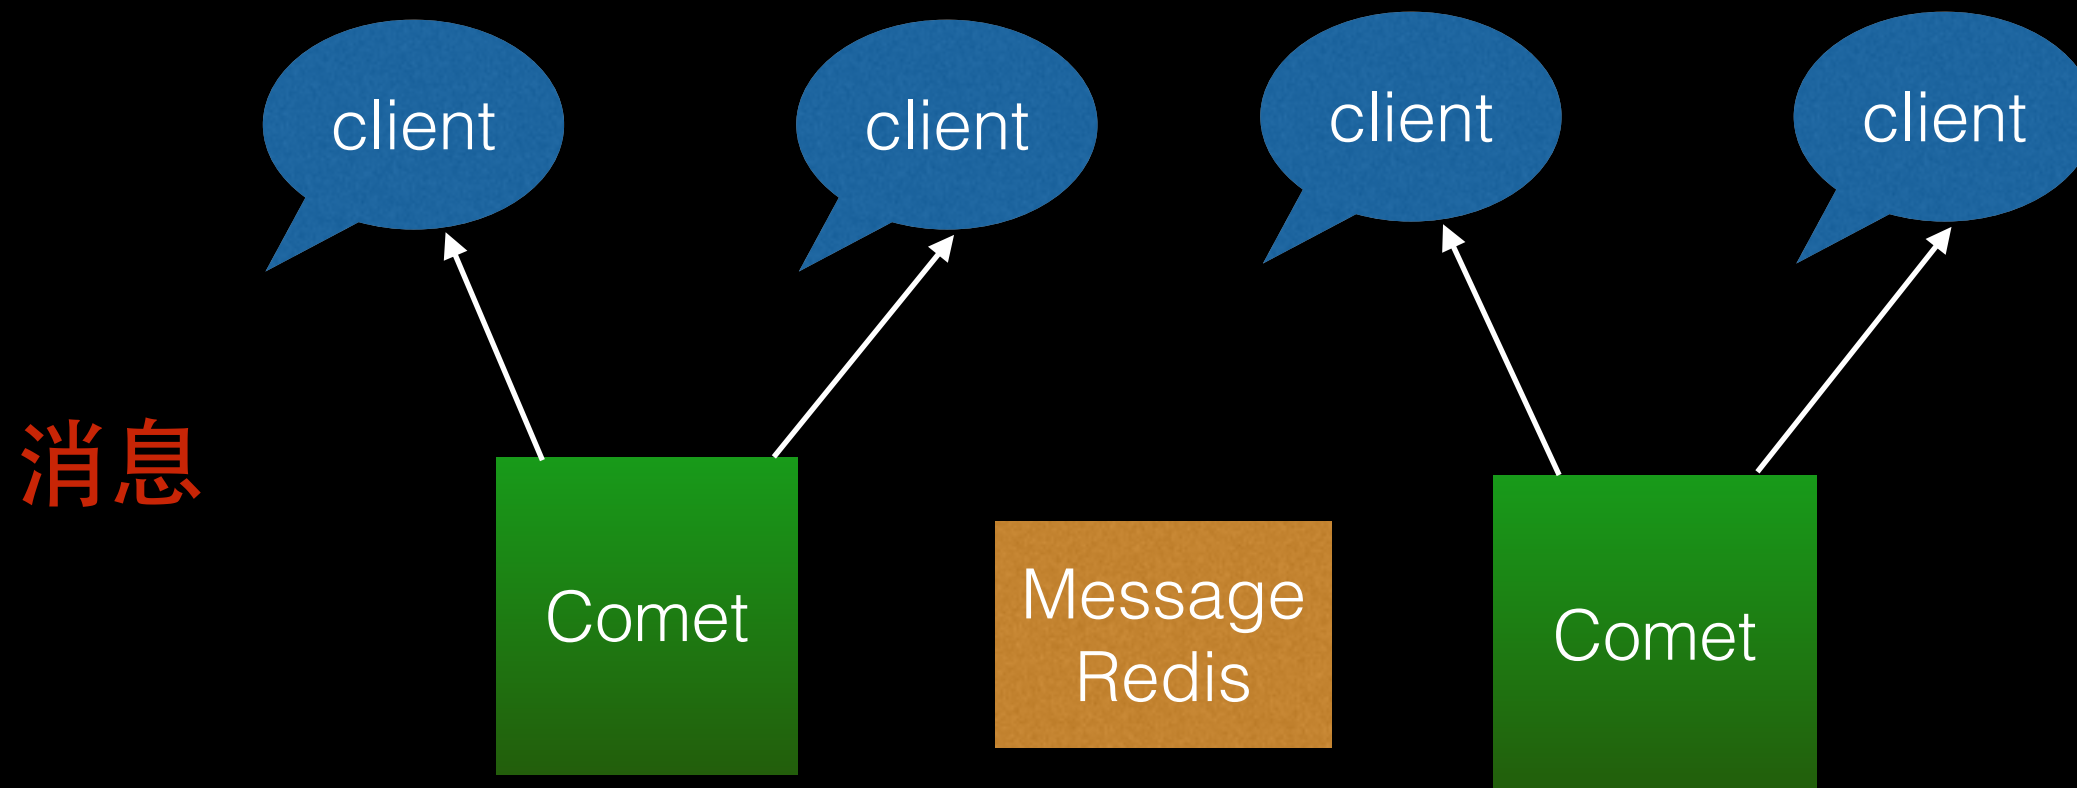 client
client
client
client
消息
Comet
Message
Redis
Comet